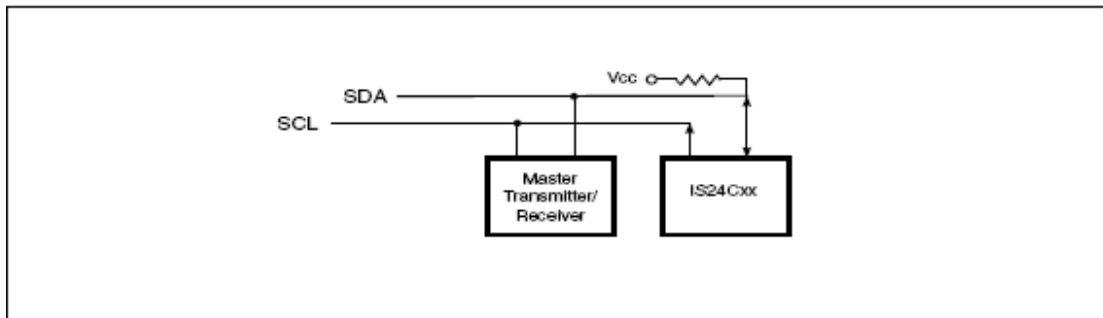 Vcc
SDA
SCL
Master
Transmitter/
Receiver
IS24Cxx